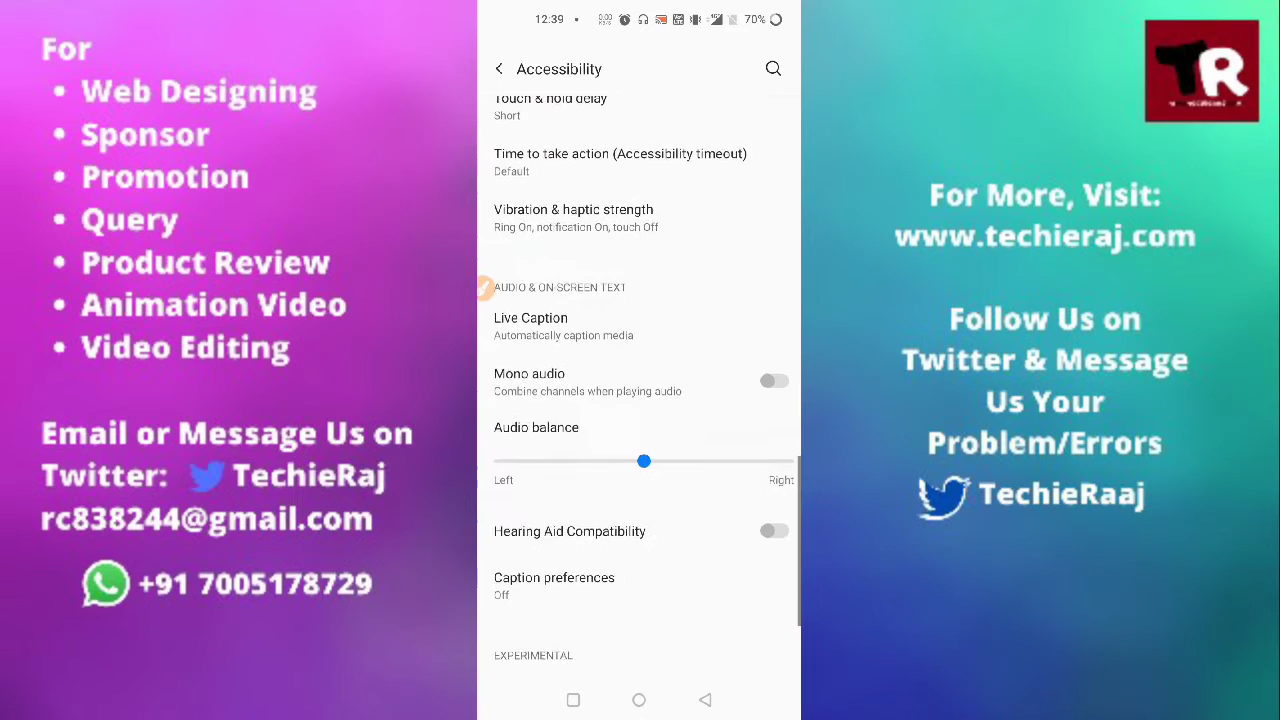 For
• Web Designing
• Sponsor
• Promotion
• Query
• Product Review
• Animation Video
• Video Editing
Email or Message Us on
Twitter: TechieRaj
rc838244@gmail.com
+91 7005178729
12:39
0.00
70%
Accessibility
Touch & hold delay
Short
Time to take action (Accessibility timeout)
Default
Vibration & haptic strength
Ring On, notification On, touch Off
AUDIO & ON-SCREEN TEXT
Live Caption
Automatically caption media
Mono audio
Combine channels when playing audio
Audio balance
Left Right
Hearing Aid Compatibility
Caption preferences
Off
EXPERIMENTAL
TR
For More, Visit:
www.techieraj.com
Follow Us on
Twitter & Message
Us Your
Problem/Errors
TechieRaaj